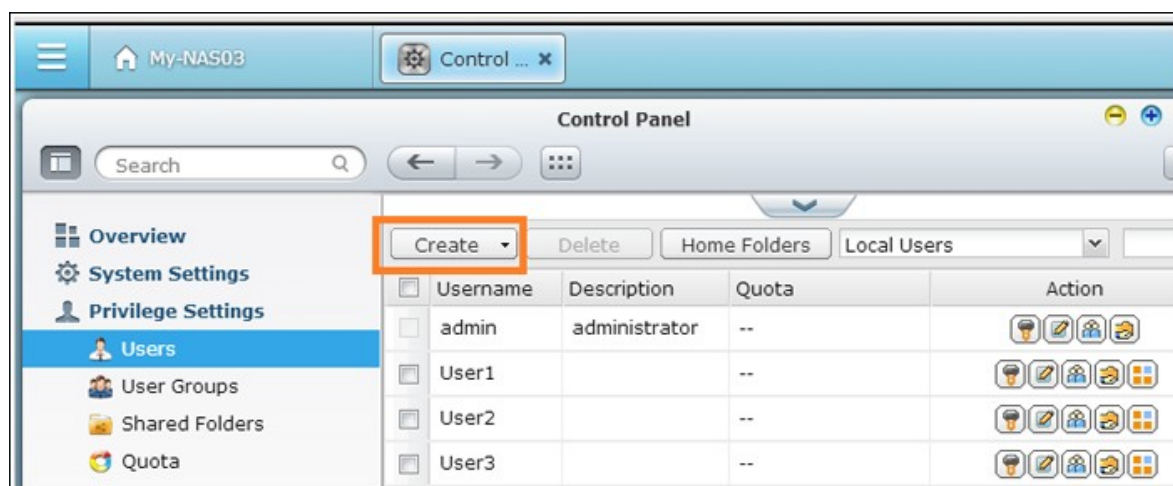 My-NAS03 Control ... ×
Control Panel
Search
Overview
System Settings
Privilege Settings
Users
User Groups
Shared Folders
Quota
Create Delete Home Folders Local Users
Username Description Quota Action
admin administrator --
User1 --
User2 --
User3 --